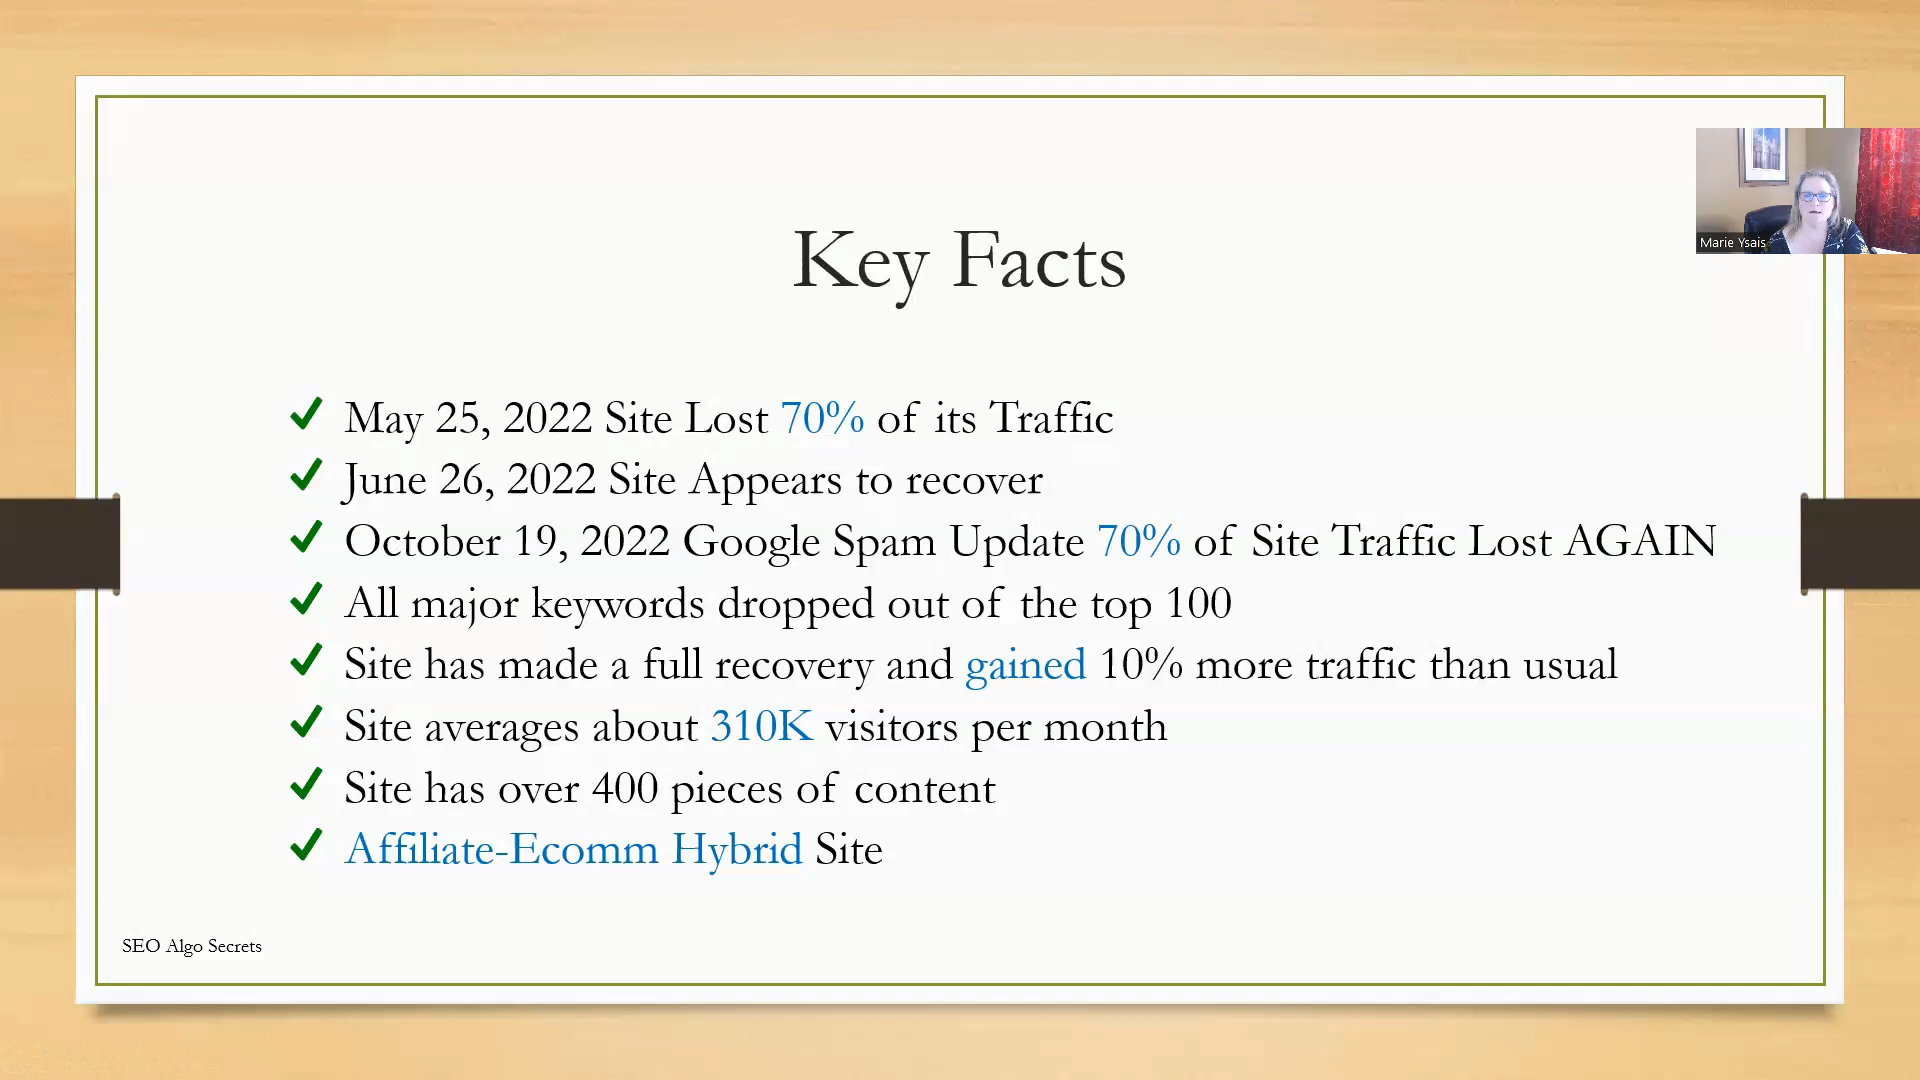 Key Facts
Marie Ysais
✔ May 25, 2022 Site Lost 70% of its Traffic
✔ June 26, 2022 Site Appears to recover
✔ October 19, 2022 Google Spam Update 70% of Site Traffic Lost AGAIN
✔ All major keywords dropped out of the top 100
✔ Site has made a full recovery and gained 10% more traffic than usual
✔ Site averages about 310K visitors per month
✔ Site has over 400 pieces of content
✔ Affiliate-Ecomm Hybrid Site
SEO Algo Secrets